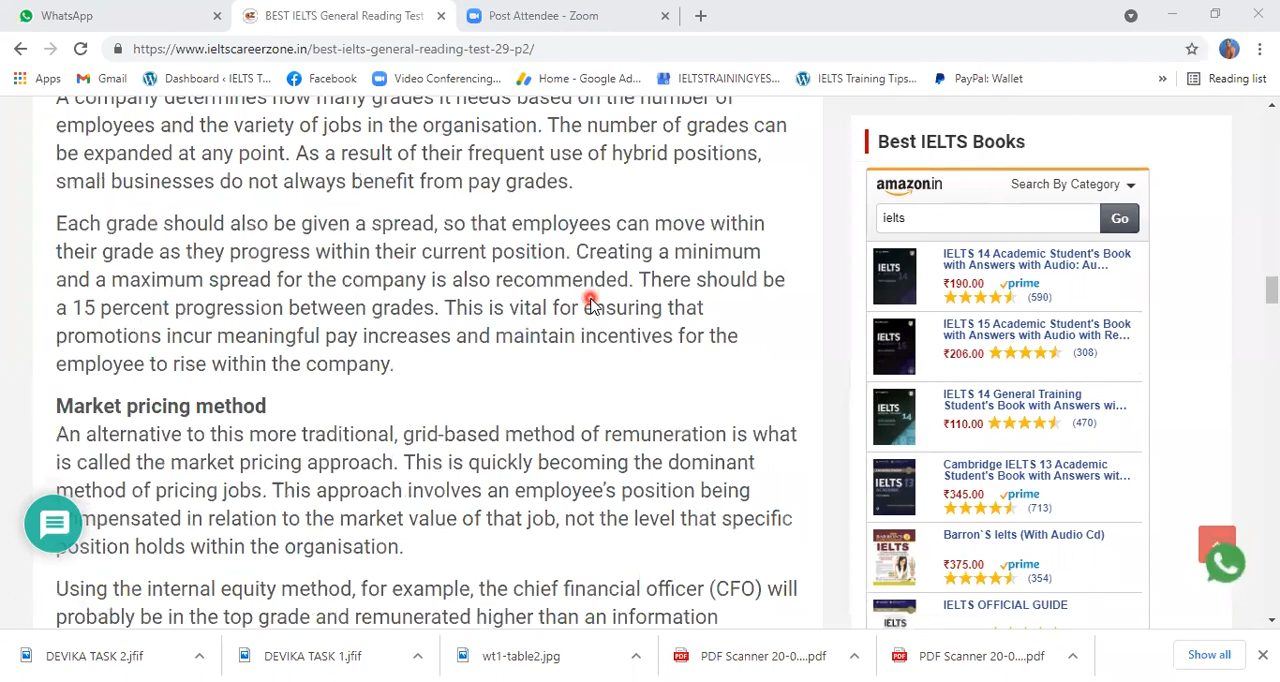 WhatsApp
BEST IELTS General Reading Test
Post Attendee - Zoom
https://www.ieltscareerzone.in/best-ielts-general-reading-test-29-p2/
Apps
Gmail
Dashboard ‹ IELTS T...
Facebook
Video Conferencing...
Home - Google Ad...
IELTSTRAININGYES...
IELTS Training Tips...
PayPal: Wallet
»
Reading list
A company determines how many grades it needs based on the number of
employees and the variety of jobs in the organisation. The number of grades can
be expanded at any point. As a result of their frequent use of hybrid positions,
small businesses do not always benefit from pay grades.
Each grade should also be given a spread, so that employees can move within
their grade as they progress within their current position. Creating a minimum
and a maximum spread for the company is also recommended. There should be
a 15 percent progression between grades. This is vital for ensuring that
promotions incur meaningful pay increases and maintain incentives for the
employee to rise within the company.
Market pricing method
An alternative to this more traditional, grid-based method of remuneration is what
is called the market pricing approach. This is quickly becoming the dominant
method of pricing jobs. This approach involves an employee's position being
in relation to the market value of that job, not the level that specific
position holds within the organisation.
Using the internal equity method, for example, the chief financial officer (CFO) will
probably be in the top grade and remunerated higher than an information
Best IELTS Books
amazon.in
Search By Category
ielts
Go
IELTS 14 Academic Student's Book
with Answers with Audio: Au...
₹190.00 prime
(590)
IELTS 15 Academic Student's Book
with Answers with Audio with Re...
₹206.00 (308)
IELTS 14 General Training
Student's Book with Answers wi...
₹110.00 (470)
Cambridge IELTS 13 Academic
Student's Book with Answers wit...
₹345.00 prime
(713)
Barron`S Ielts (With Audio Cd)
₹375.00 prime
(354)
IELTS OFFICIAL GUIDE
DEVIKA TASK 2.jfif
DEVIKA TASK 1.jfif
wt1-table2.jpg
PDF Scanner 20-0....pdf
PDF Scanner 20-0....pdf
Show all